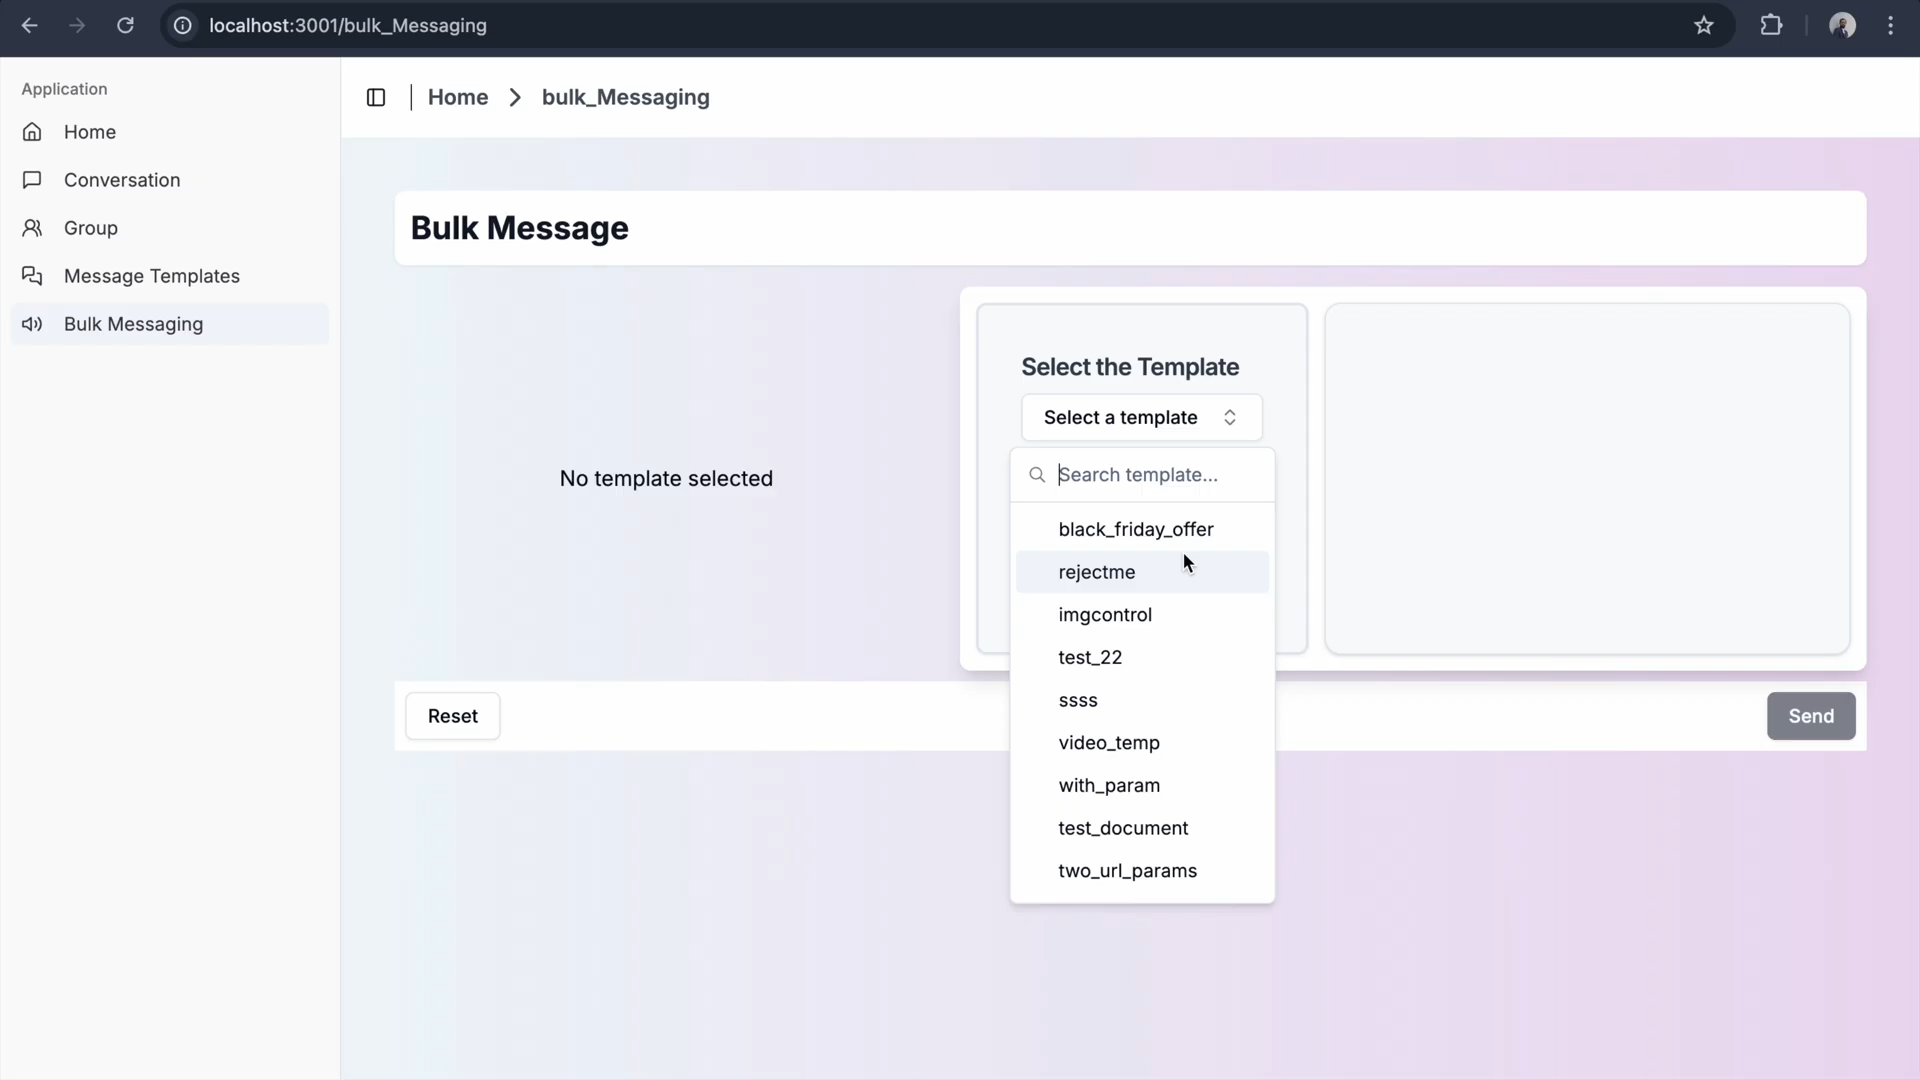 localhost:3001/bulk_Messaging
Application
Home
Conversation
Group
Message Templates
Bulk Messaging
Home
bulk_Messaging
Bulk Message
No template selected
Select the Template
Select a template
Search template...
black_friday_offer
rejectme
imgcontrol
test_22
ssss
video_temp
with_param
test_document
two_url_params
Reset
Send